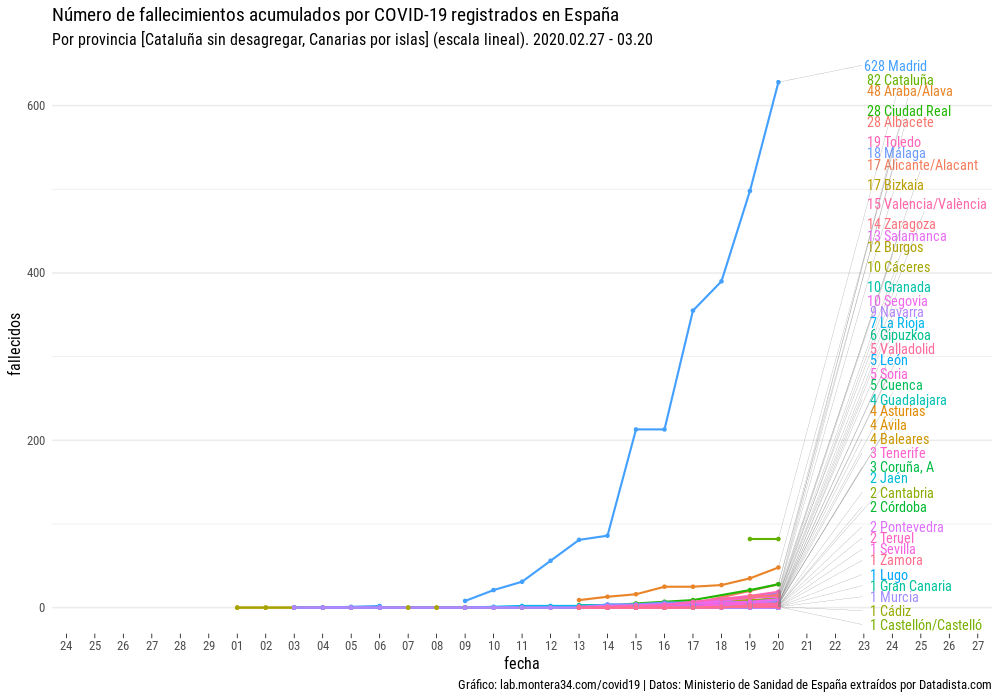 Número de fallecimientos acumulados por COVID-19 registrados en España
Por provincia [Cataluña sin desagregar, Canarias por islas] (escala lineal). 2020.02.27 - 03.20
628 Madrid
82 Cataluña
48 Araba/Álava
28 Ciudad Real
28 Albacete
19 Toledo
18 Málaga
17 Alicante/Alacant
17 Bizkaia
15 Valencia/València
14 Zaragoza
13 Salamanca
12 Burgos
10 Cáceres
10 Granada
10 Segovia
9 Navarra
7 La Rioja
6 Gipuzkoa
5 Valladolid
5 León
5 Soria
5 Cuenca
4 Guadalajara
4 Asturias
4 Ávila
4 Baleares
3 Tenerife
3 Coruña, A
2 Jaén
2 Cantabria
2 Córdoba
2 Pontevedra
2 Teruel
1 Sevilla
1 Zamora
1 Lugo
1 Gran Canaria
1 Murcia
1 Cádiz
1 Castellón/Castelló
600
400
200
0
fallecidos
24 25 26 27 28 29 01 02 03 04 05 06 07 08 09 10 11 12 13 14 15 16 17 18 19 20 21 22 23 24 25 26 27
fecha
Gráfico: lab.montera34.com/covid19 | Datos: Ministerio de Sanidad de España extraídos por Datadista.com